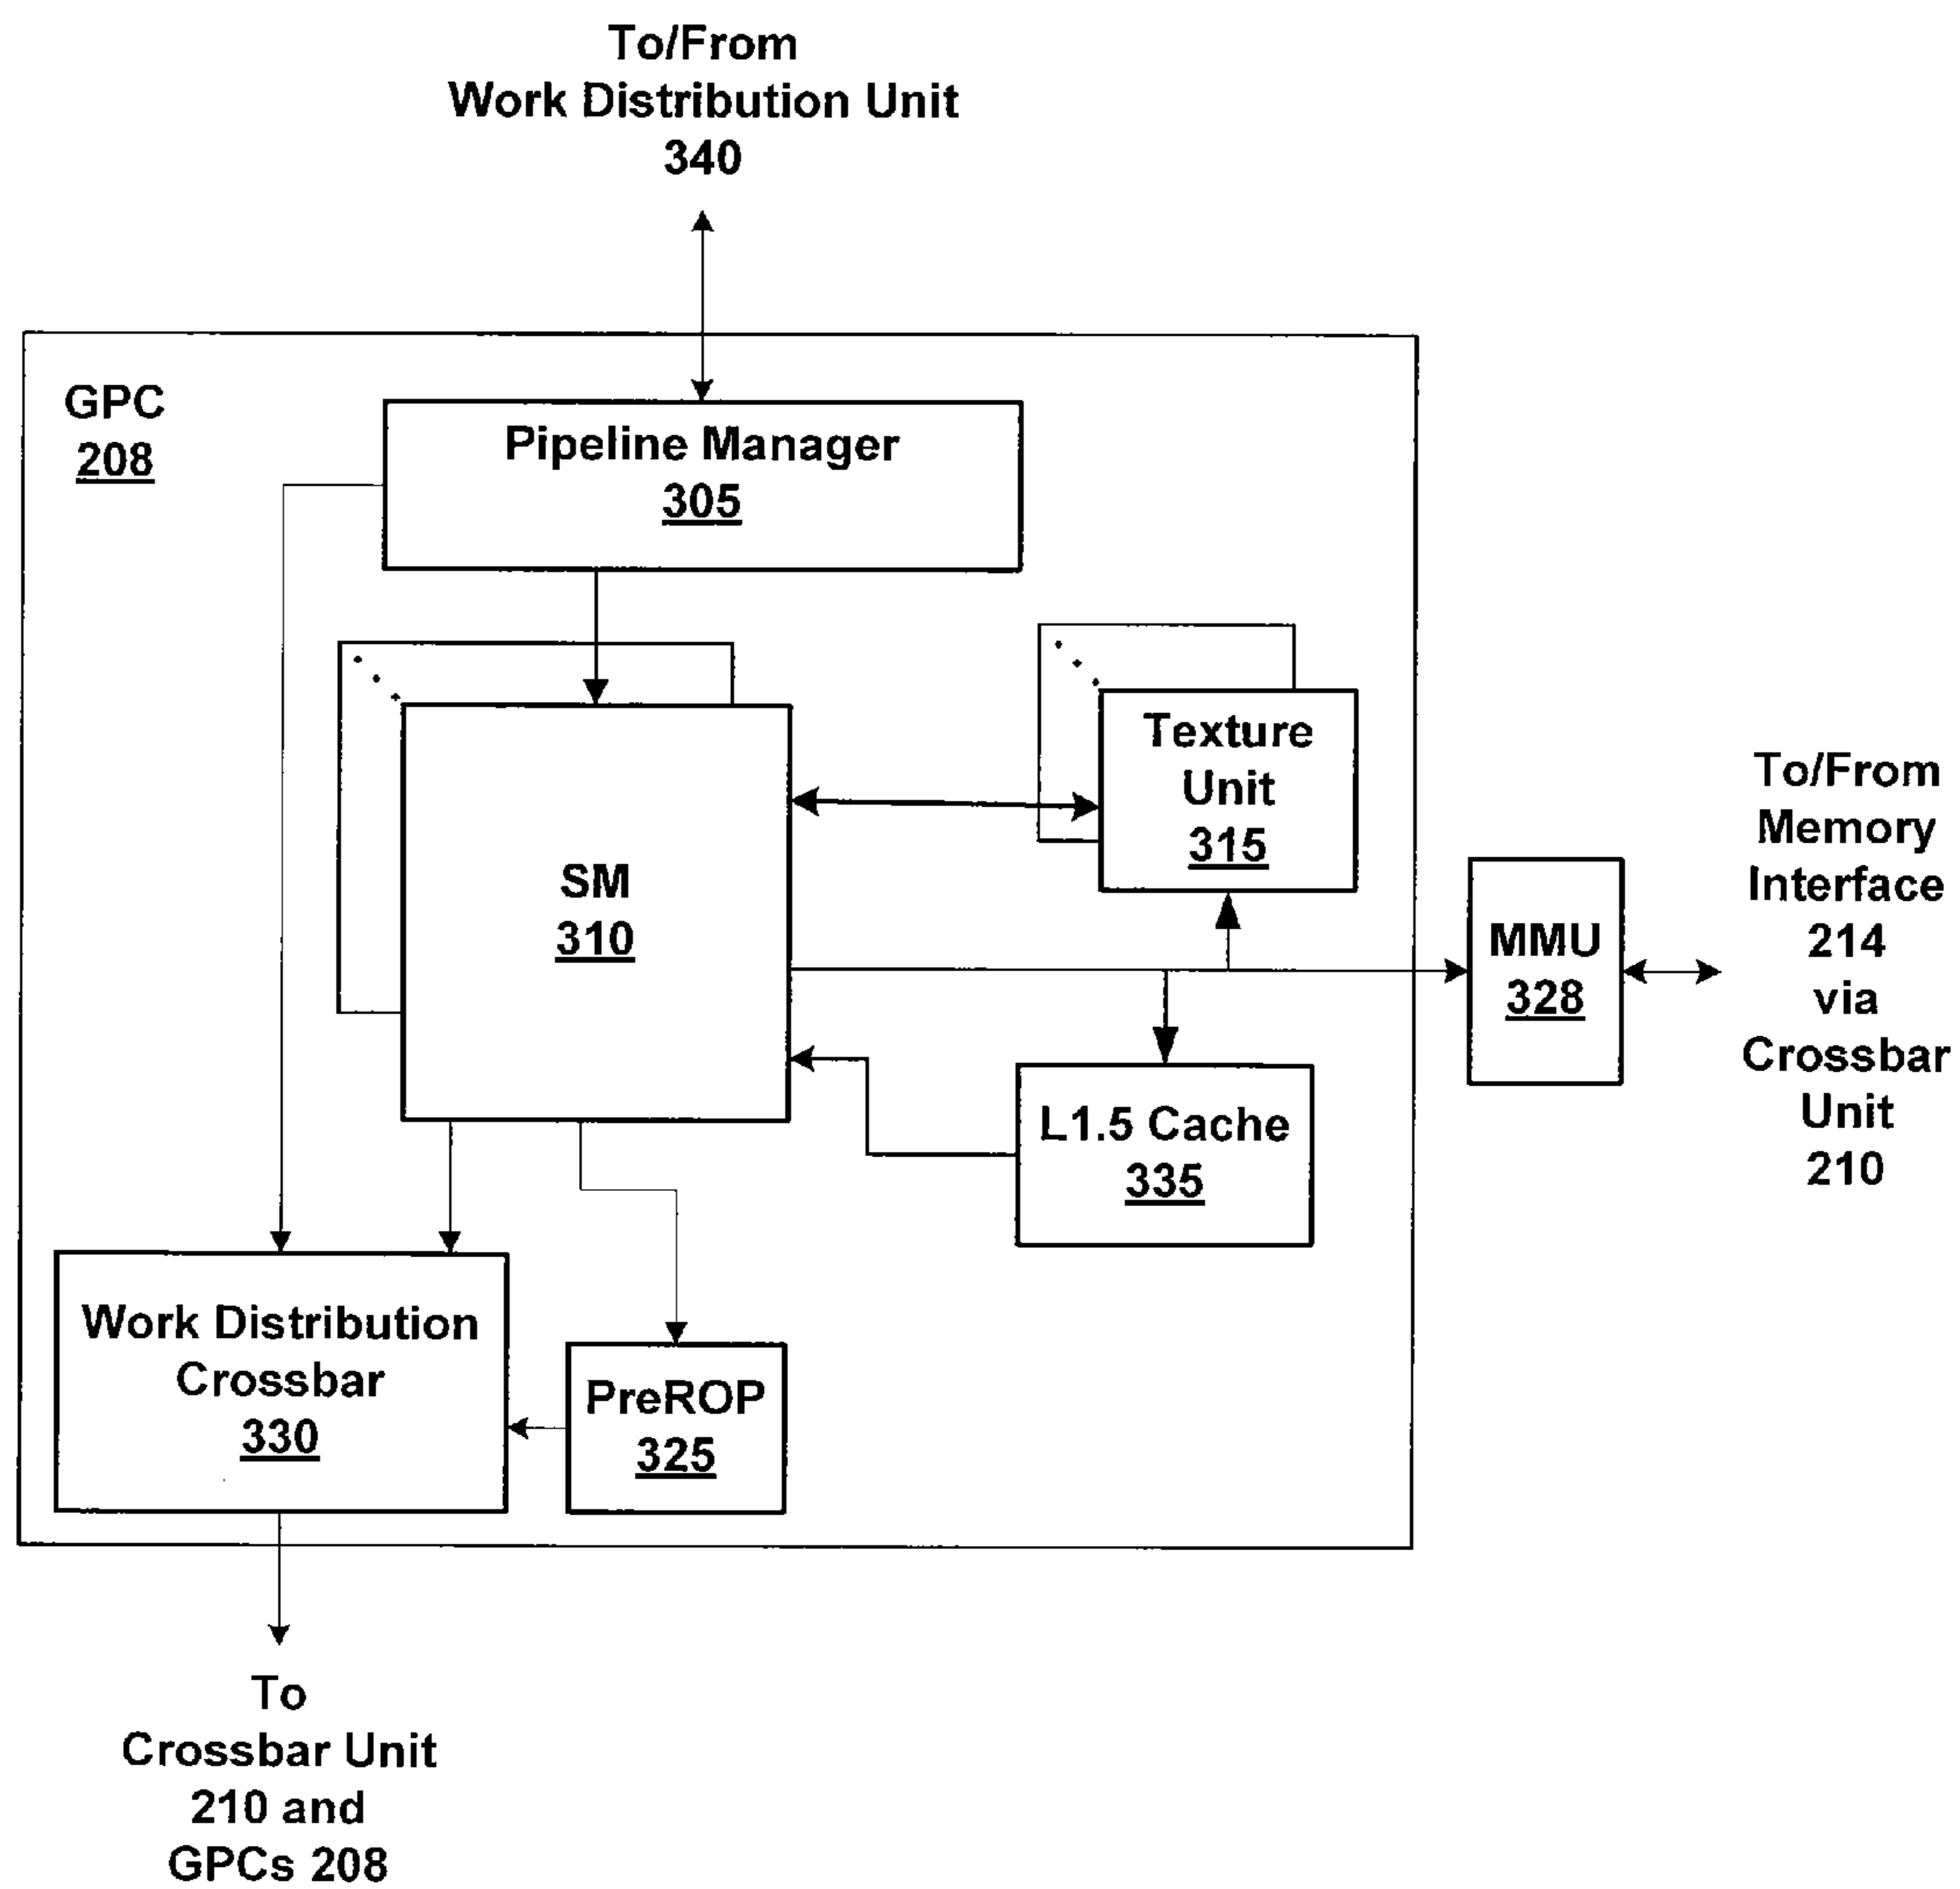 To/From
Work Distribution Unit
340
GPC
208
Pipeline Manager
305
Texture
Unit
315
SM
310
MMU
328
To/From
Memory
Interface
214
via
Crossbar
Unit
210
L1.5 Cache
335
Work Distribution
Crossbar
330
PreROP
325
To
Crossbar Unit
210 and
GPCs 208